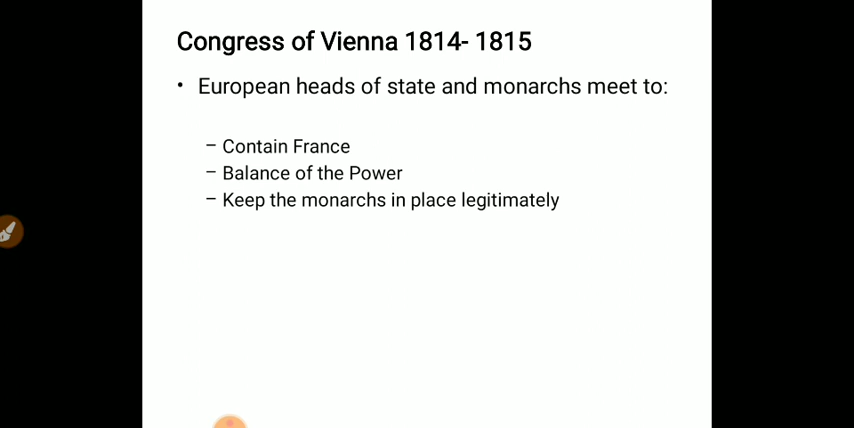 Congress of Vienna 1814- 1815
• European heads of state and monarchs meet to:
– Contain France
– Balance of the Power
– Keep the monarchs in place legitimately